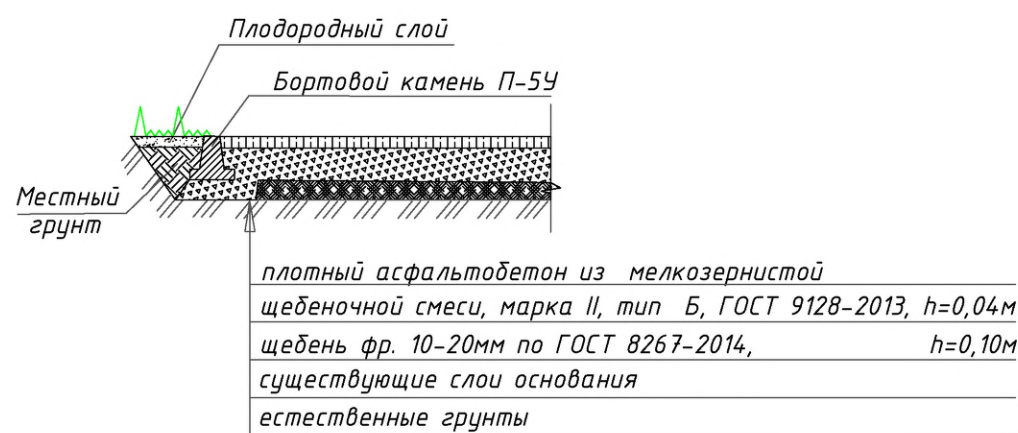 Плодородный слой
Бортовой камень П-5У
Местный
грунт
плотный асфальтобетон из мелкозернистой
щебеночной смеси, марка II, тип Б, ГОСТ 9128-2013, h=0,04м
щебень фр. 10-20мм по ГОСТ 8267-2014, h=0,10м
существующие слои основания
естественные грунты